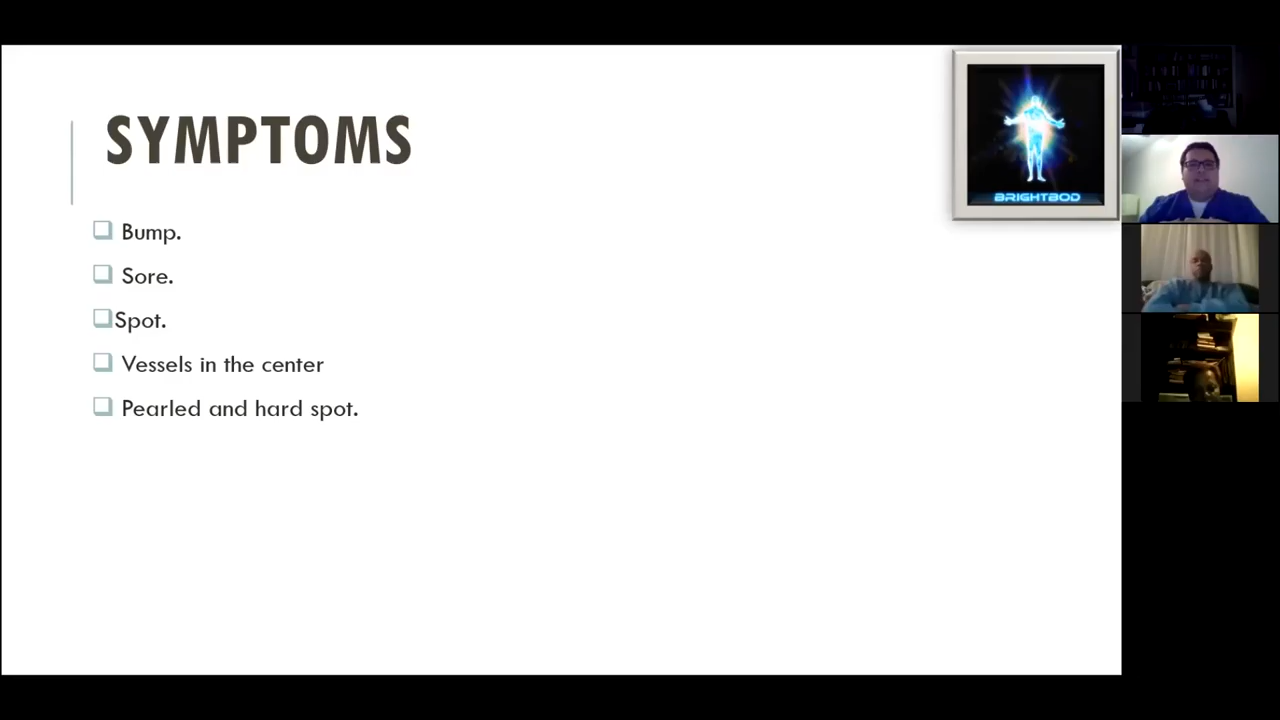 SYMPTOMS
Bump.
Sore.
Spot.
Vessels in the center
Pearled and hard spot.
BRIGHTBOD